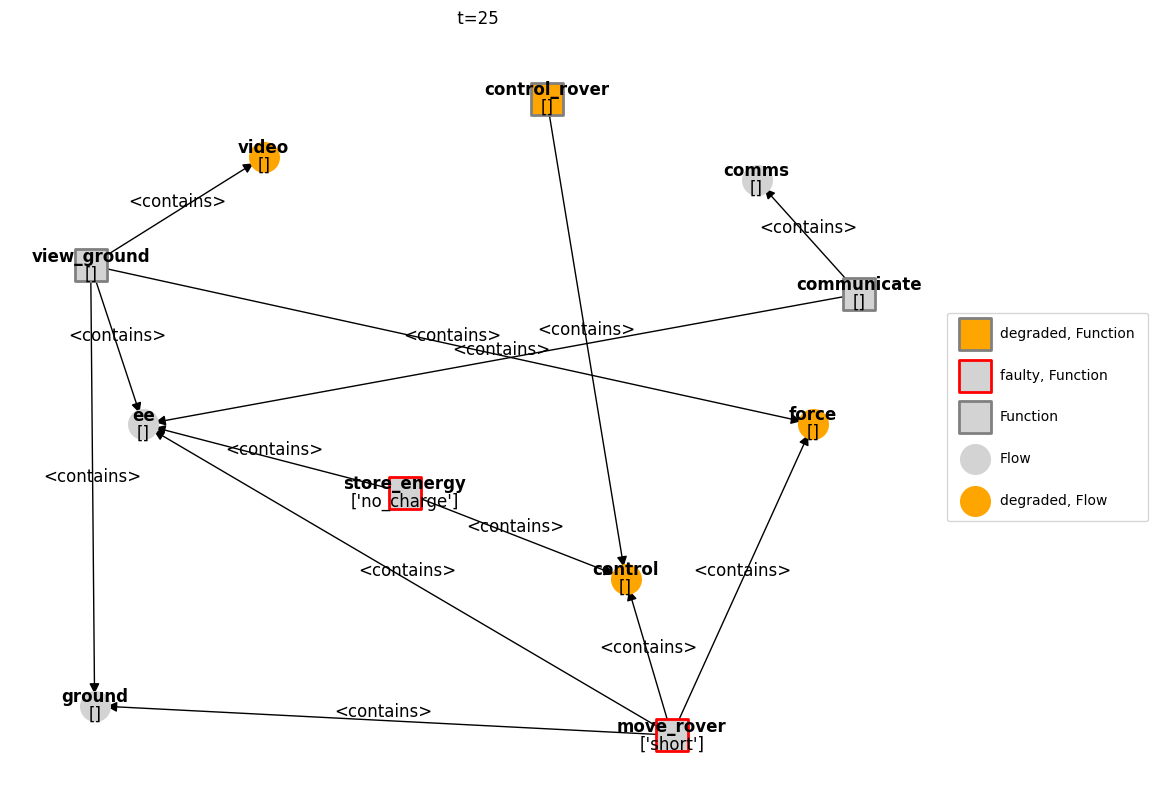 t=25
control_rover
[]
video
[]
comms
[]
<contains>
<contains>
view_ground
[]
communicate
[]
<contains>
<contains>
<contains>
<contains>
degraded, Function
faulty, Function
Function
Flow
degraded, Flow
ee
[]
force
[]
<contains>
<contains>
store_energy
['no_charge']
<contains>
<contains>
<contains>
control
[]
<contains>
ground
[]
<contains>
move_rover
['short']